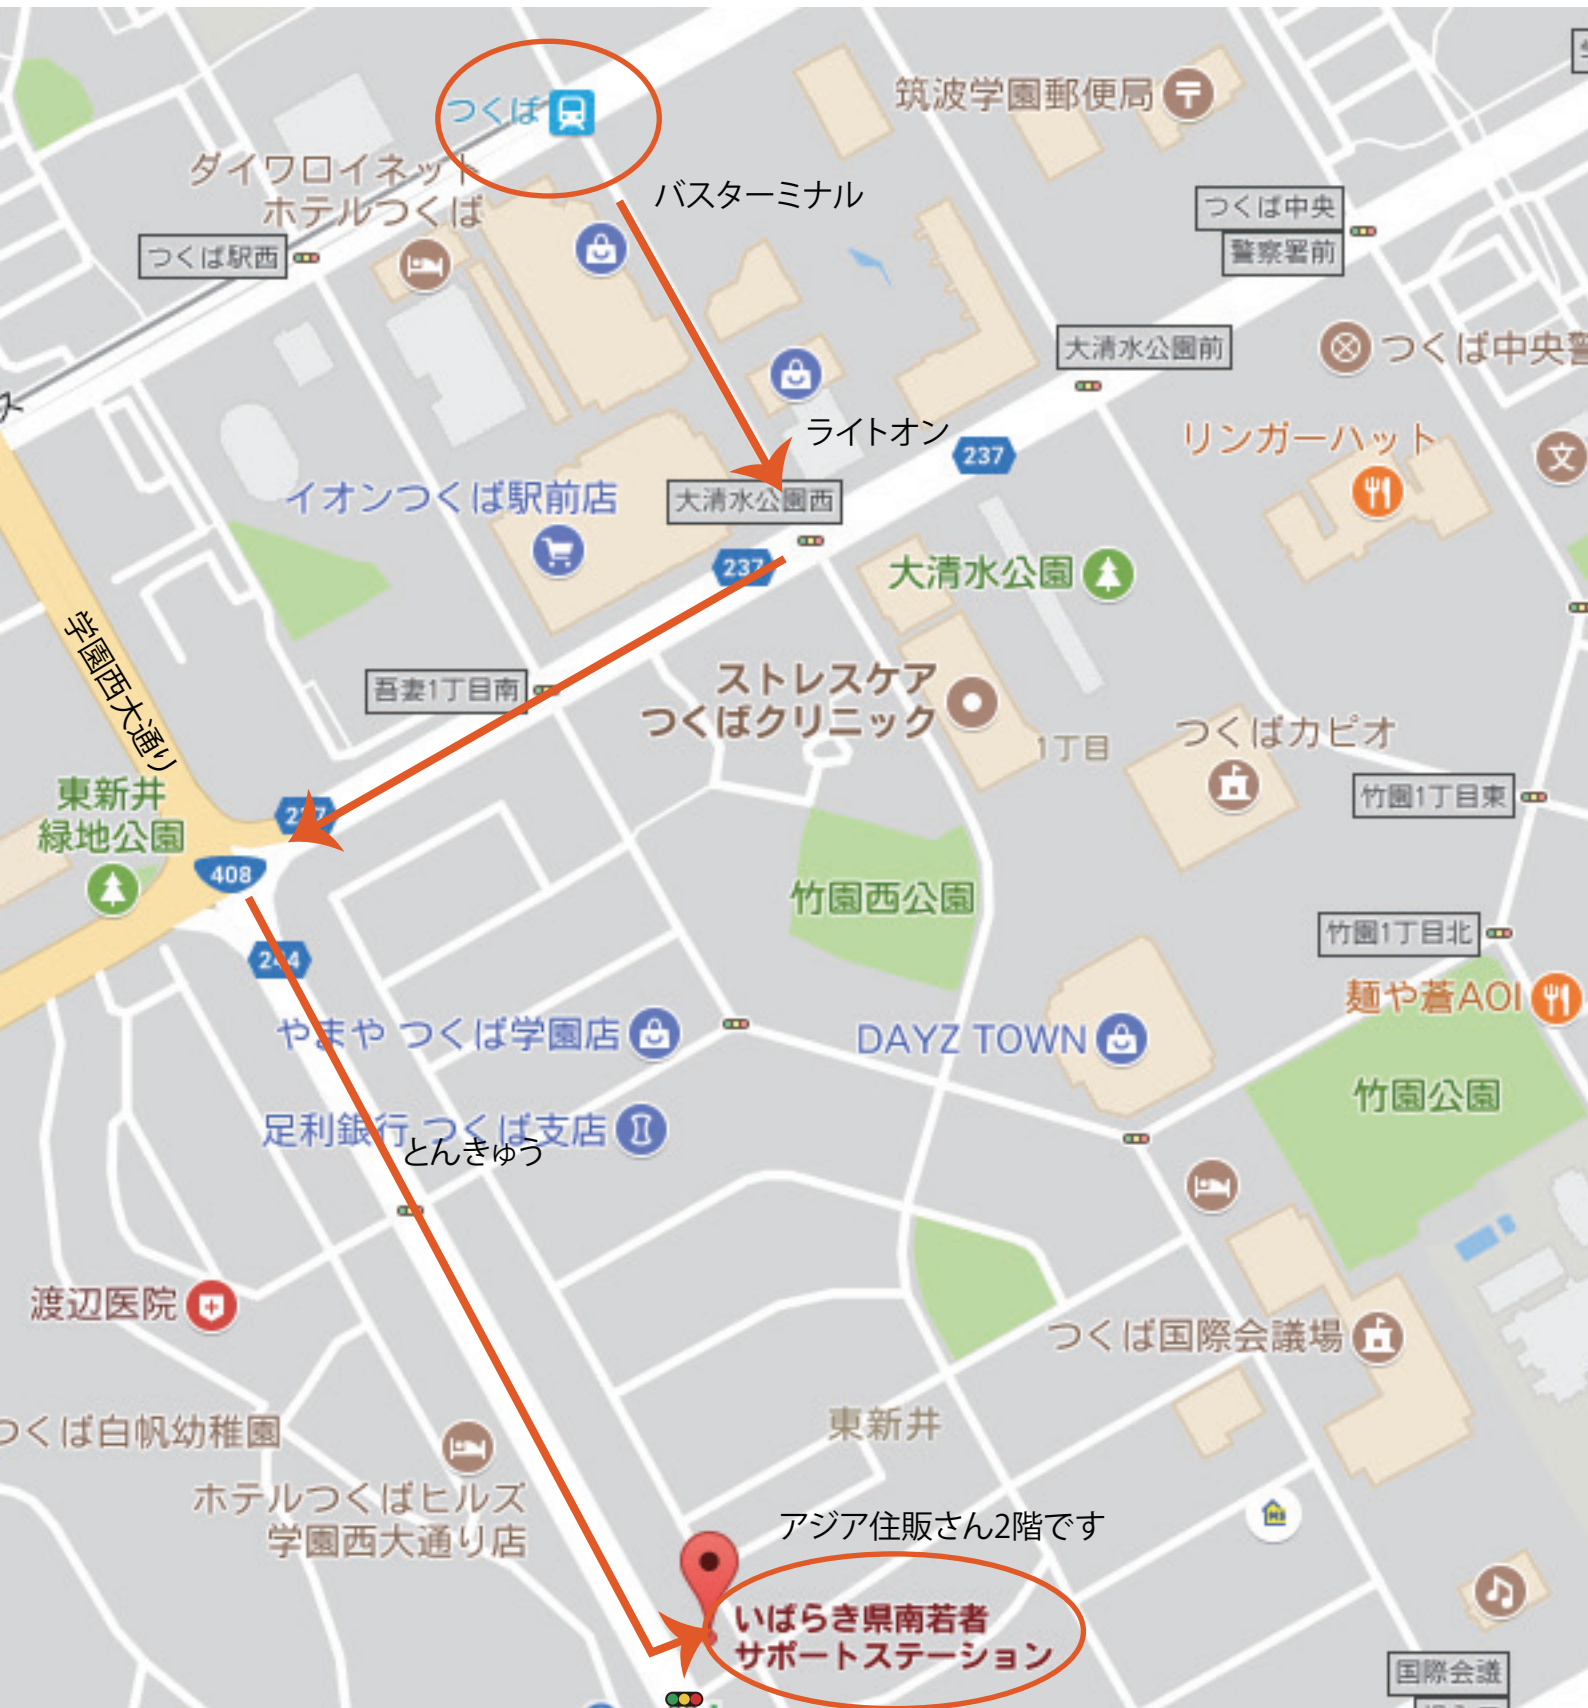 つくば
筑波学園郵便局
ダイワロイネット
ホテルつくば
バスターミナル
つくば中央
警察署前
つくば駅西
大清水公園前
つくば中央警
ライトオン
リンガーハット
237
文
イオンつくば駅前店
大清水公園西
237
大清水公園
学園西大通り
吾妻1丁目南
ストレスケア
つくばクリニック
1丁目
つくばカピオ
東新井
緑地公園
竹園1丁目東
237
408
竹園西公園
竹園1丁目北
244
麺や蒼AOI
やまや つくば学園店
DAYZ TOWN
竹園公園
足利銀行 つくば支店
とんきゅう
渡辺医院
つくば国際会議場
つくば白帆幼稚園
東新井
ホテルつくばヒルズ
学園西大通り店
アジア住販さん2階です
いばらき県南若者
サポートステーション
国際会議